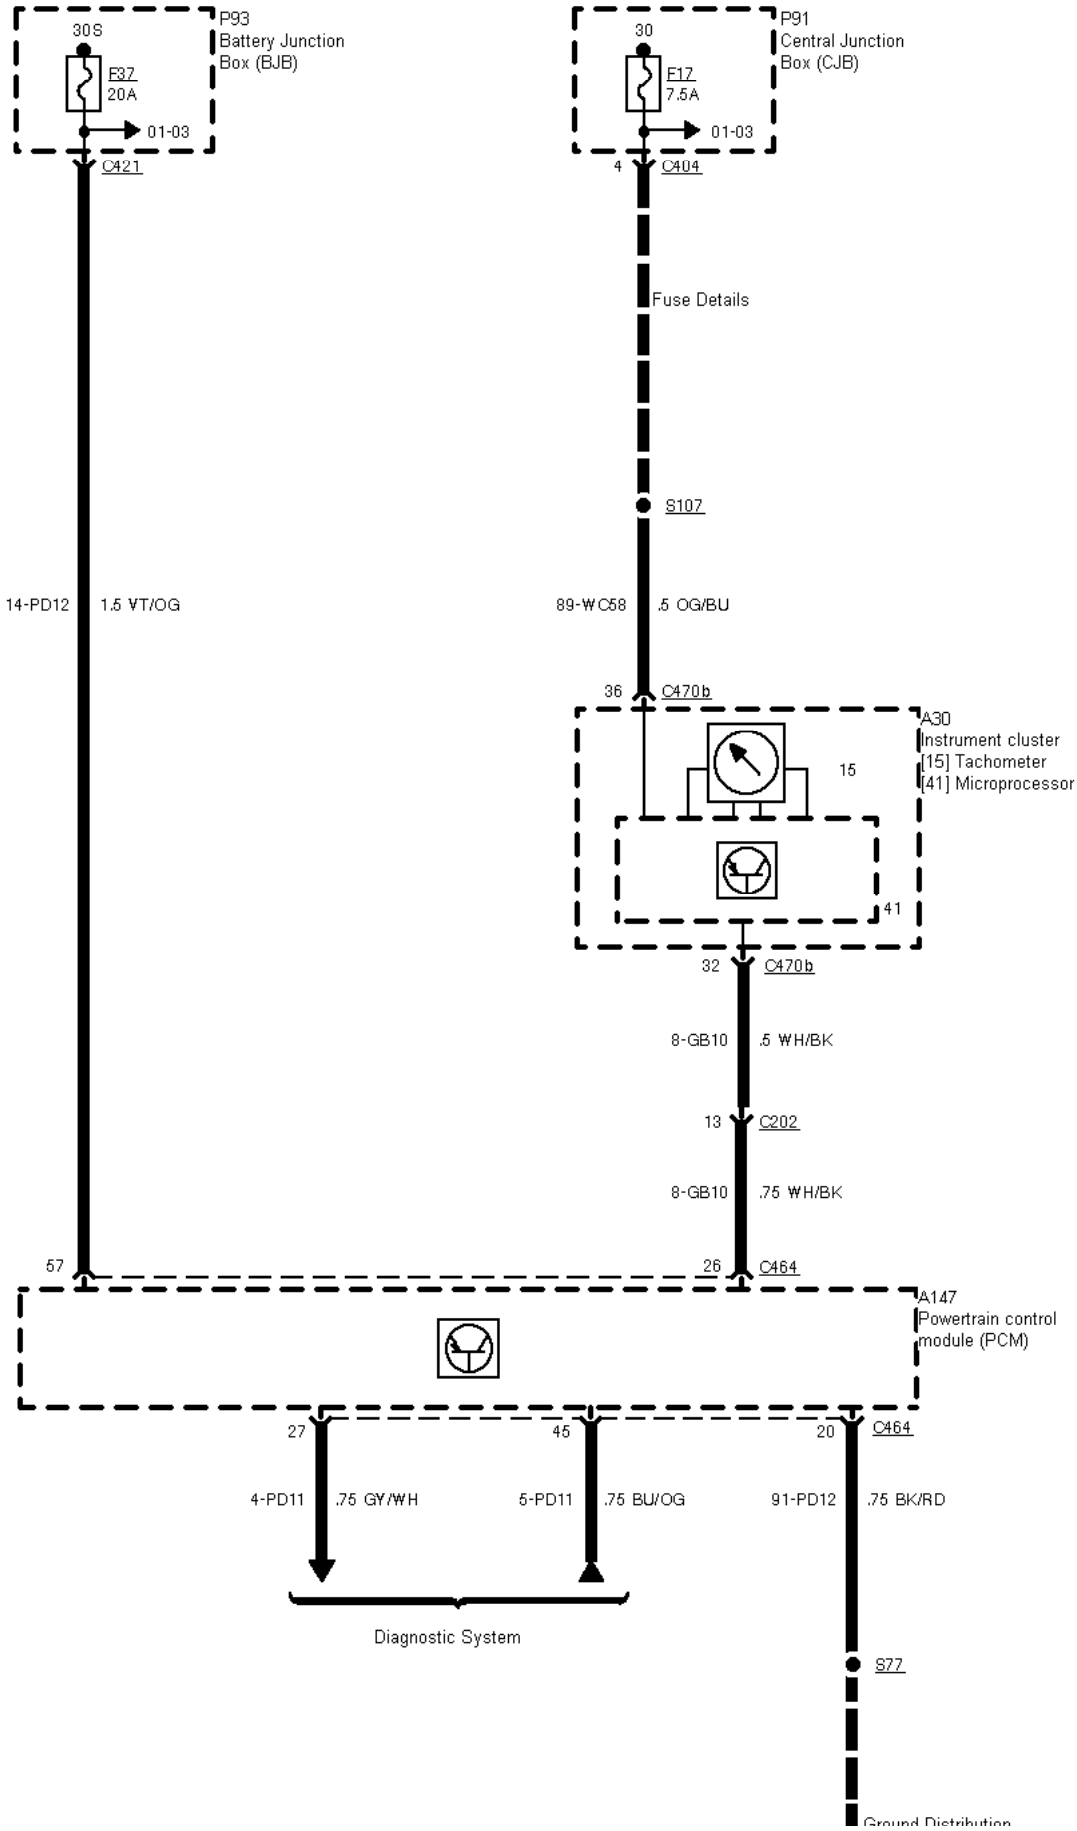 P93
Battery Junction
Box (BJB)
30S
F37
20A
01-03
C421
P91
Central Junction
Box (CJB)
30
F17
7.5A
01-03
4
C404
Fuse Details
S107
14-PD12
1.5 VT/OG
89-WC58
.5 OG/BU
36
C470b
A30
Instrument cluster
[15] Tachometer
[41] Microprocessor
15
41
32
C470b
8-GB10
.5 WH/BK
13
C202
8-GB10
.75 WH/BK
57
26
C464
A147
Powertrain control
module (PCM)
27
45
20
C464
4-PD11
.75 GY/WH
5-PD11
.75 BU/OG
91-PD12
.75 BK/RD
Diagnostic System
S77
Ground Distribution